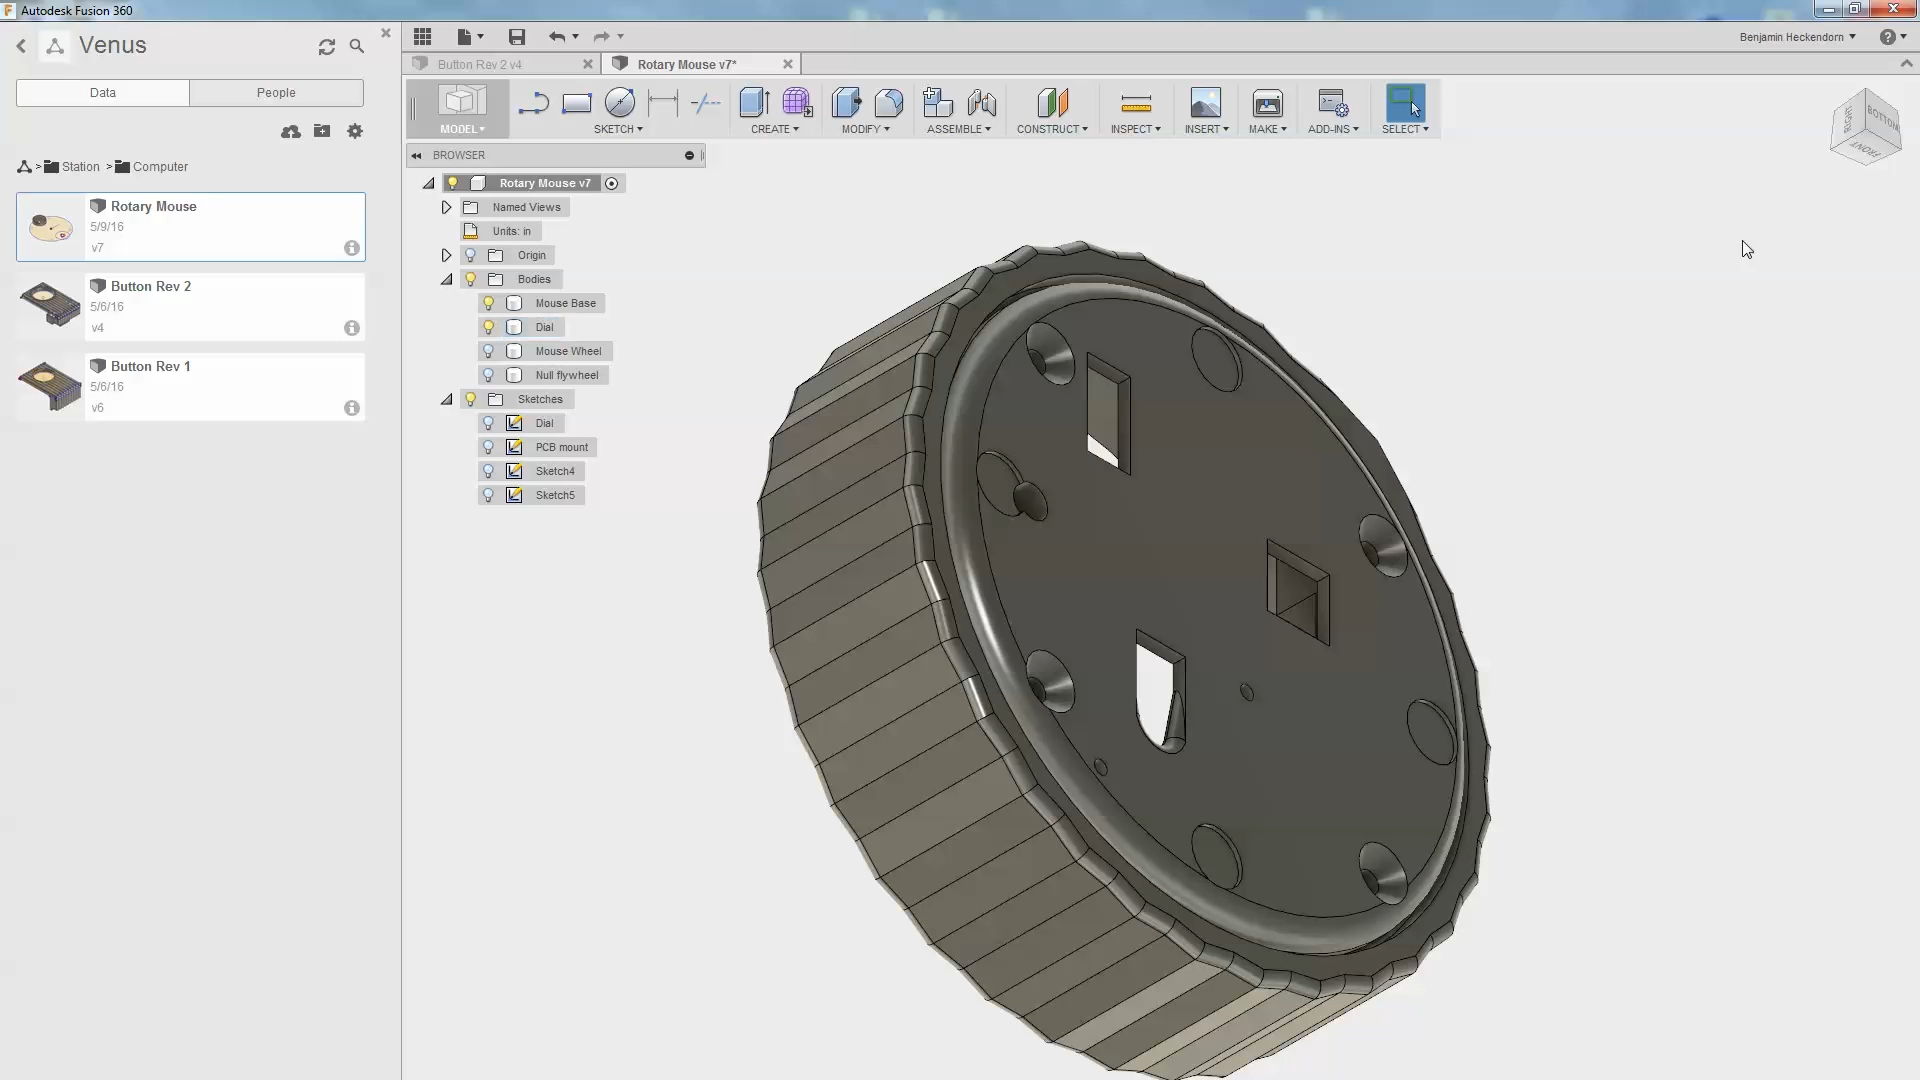 Autodesk Fusion 360
Venus
Data
People
Station > Computer
Rotary Mouse
5/9/16
v7
Button Rev 2
5/6/16
v4
Button Rev 1
5/6/16
v6
Benjamin Heckendorn
Button Rev 2 v4
Rotary Mouse v7*
MODEL
SKETCH
CREATE
MODIFY
ASSEMBLE
CONSTRUCT
INSPECT
INSERT
MAKE
ADD-INS
SELECT
RIGHT
BOTTOM
FRONT
BROWSER
Rotary Mouse v7
Named Views
Units: in
Origin
Bodies
Mouse Base
Dial
Mouse Wheel
Null flywheel
Sketches
Dial
PCB mount
Sketch4
Sketch5